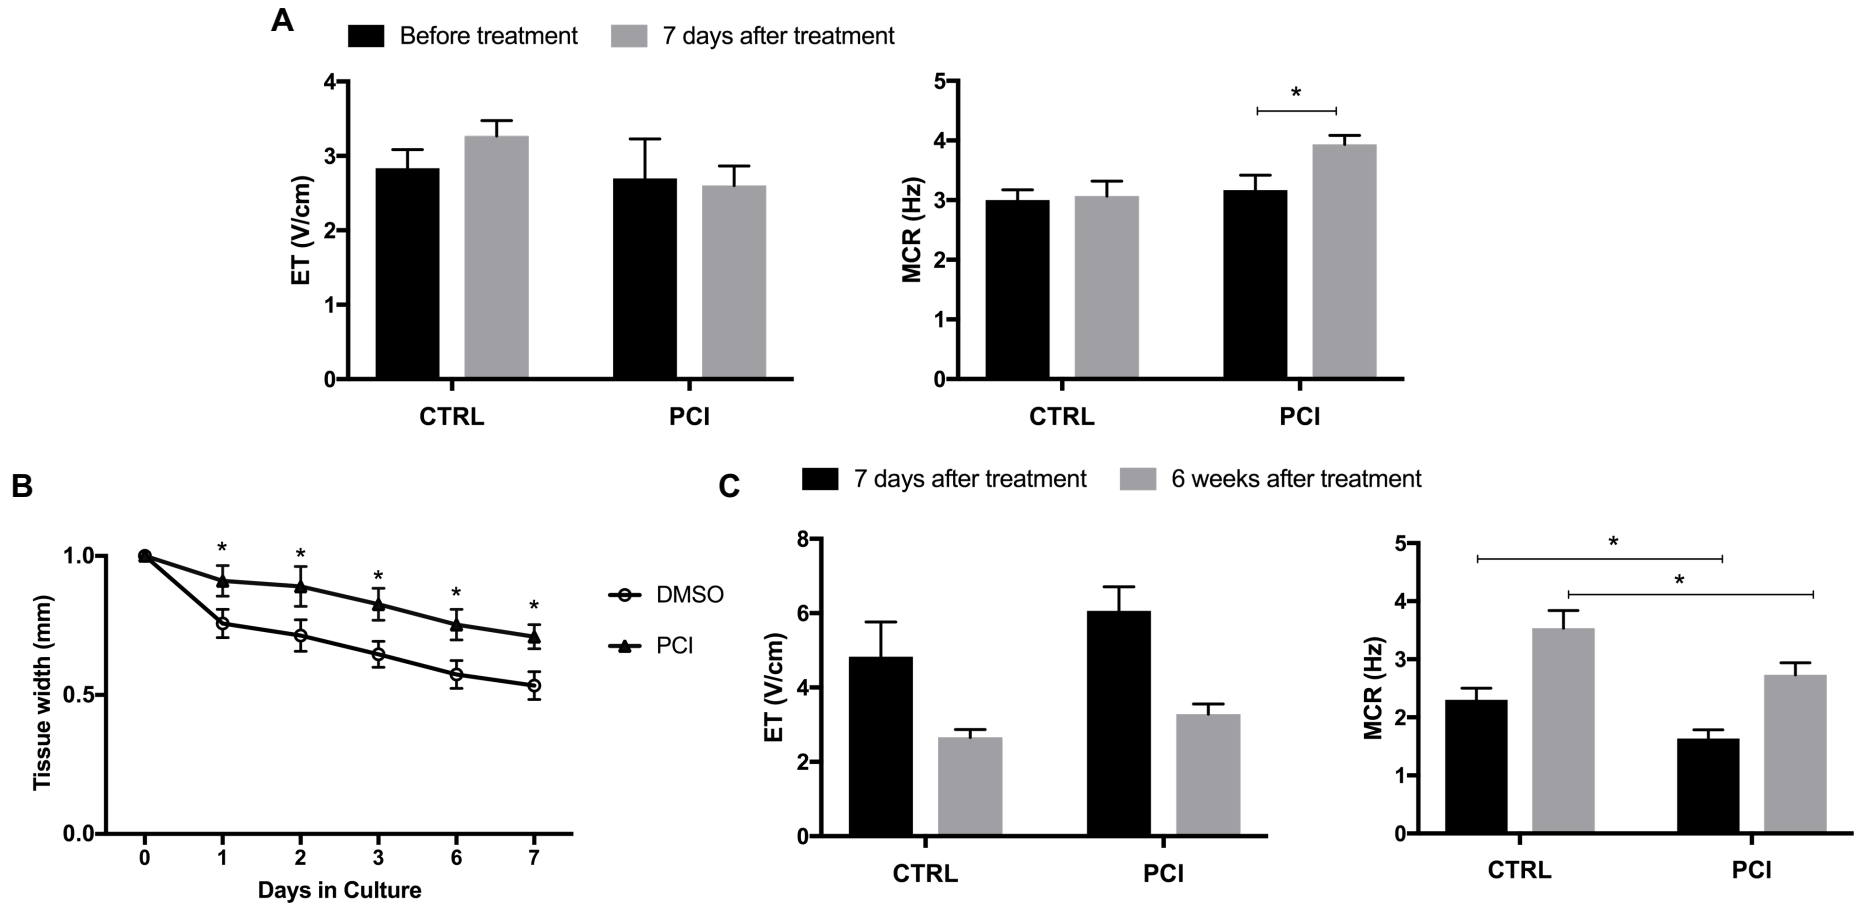 A
Before treatment 7 days after treatment
4
3
2
1
0
ET (V/cm)
CTRL PCI
5
4
3
2
1
0
MCR (Hz)
*
CTRL PCI
B
1.0
0.5
0.0
Tissue width (mm)
* * * * *
0 1 2 3 6 7
Days in Culture
DMSO
PCI
C
7 days after treatment 6 weeks after treatment
8
6
4
2
0
ET (V/cm)
CTRL PCI
5
4
3
2
1
0
MCR (Hz)
*
*
CTRL PCI